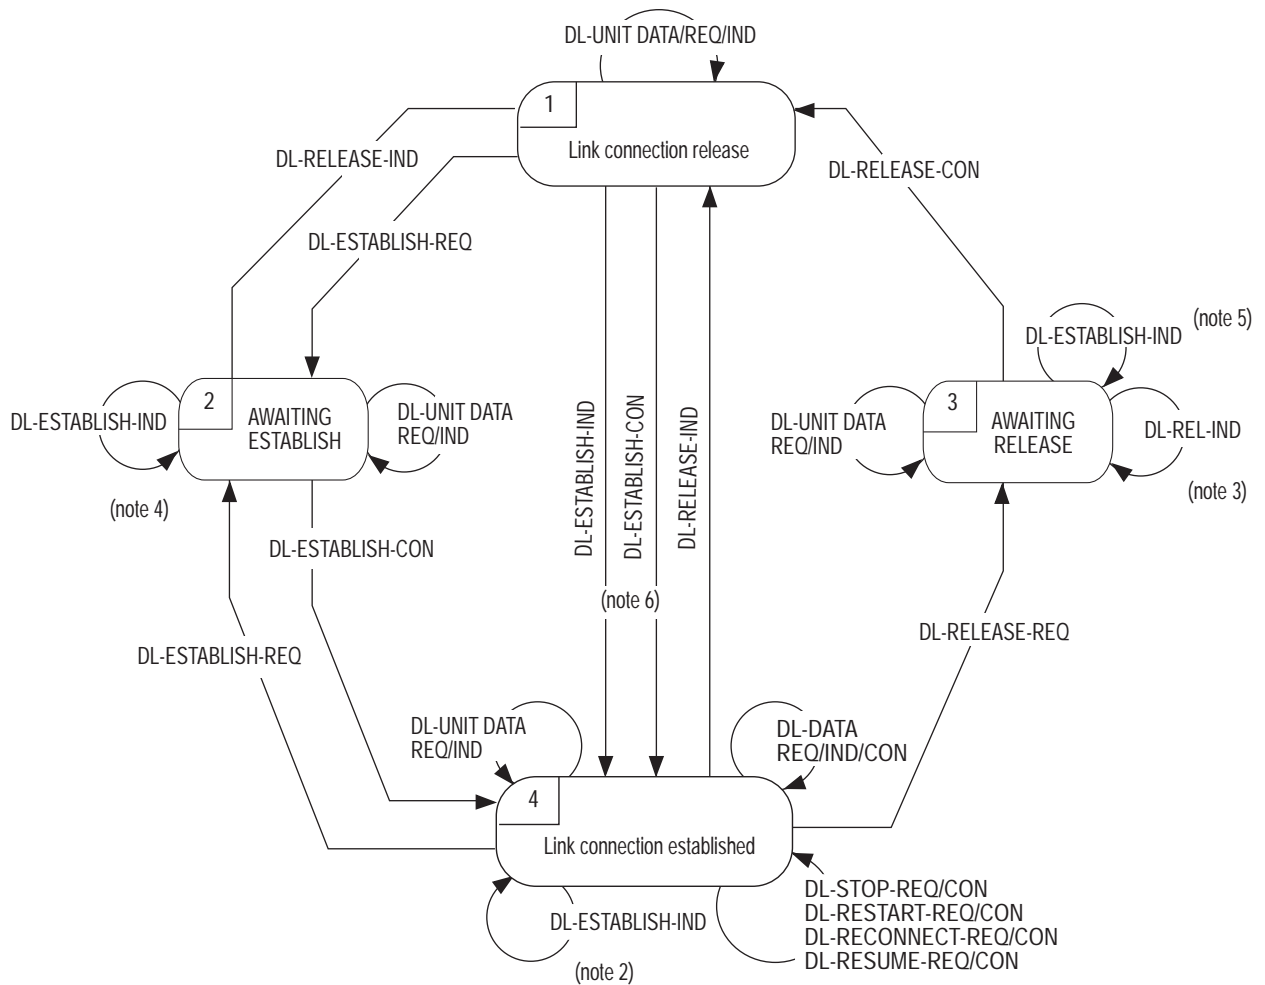 DL-UNIT DATA/REQ/IND
1
Link connection release
DL-RELEASE-IND
DL-RELEASE-CON
DL-ESTABLISH-REQ
DL-ESTABLISH-IND
(note 5)
2
AWAITING
ESTABLISH
DL-ESTABLISH-IND
DL-UNIT DATA
REQ/IND
(note 4)
DL-ESTABLISH-IND
DL-ESTABLISH-CON
DL-RELEASE-IND
DL-UNIT DATA
REQ/IND
3
AWAITING
RELEASE
DL-REL-IND
(note 3)
DL-ESTABLISH-CON
(note 6)
DL-RELEASE-REQ
DL-ESTABLISH-REQ
DL-UNIT DATA
REQ/IND
DL-DATA
REQ/IND/CON
4
Link connection established
DL-ESTABLISH-IND
(note 2)
DL-STOP-REQ/CON
DL-RESTART-REQ/CON
DL-RECONNECT-REQ/CON
DL-RESUME-REQ/CON